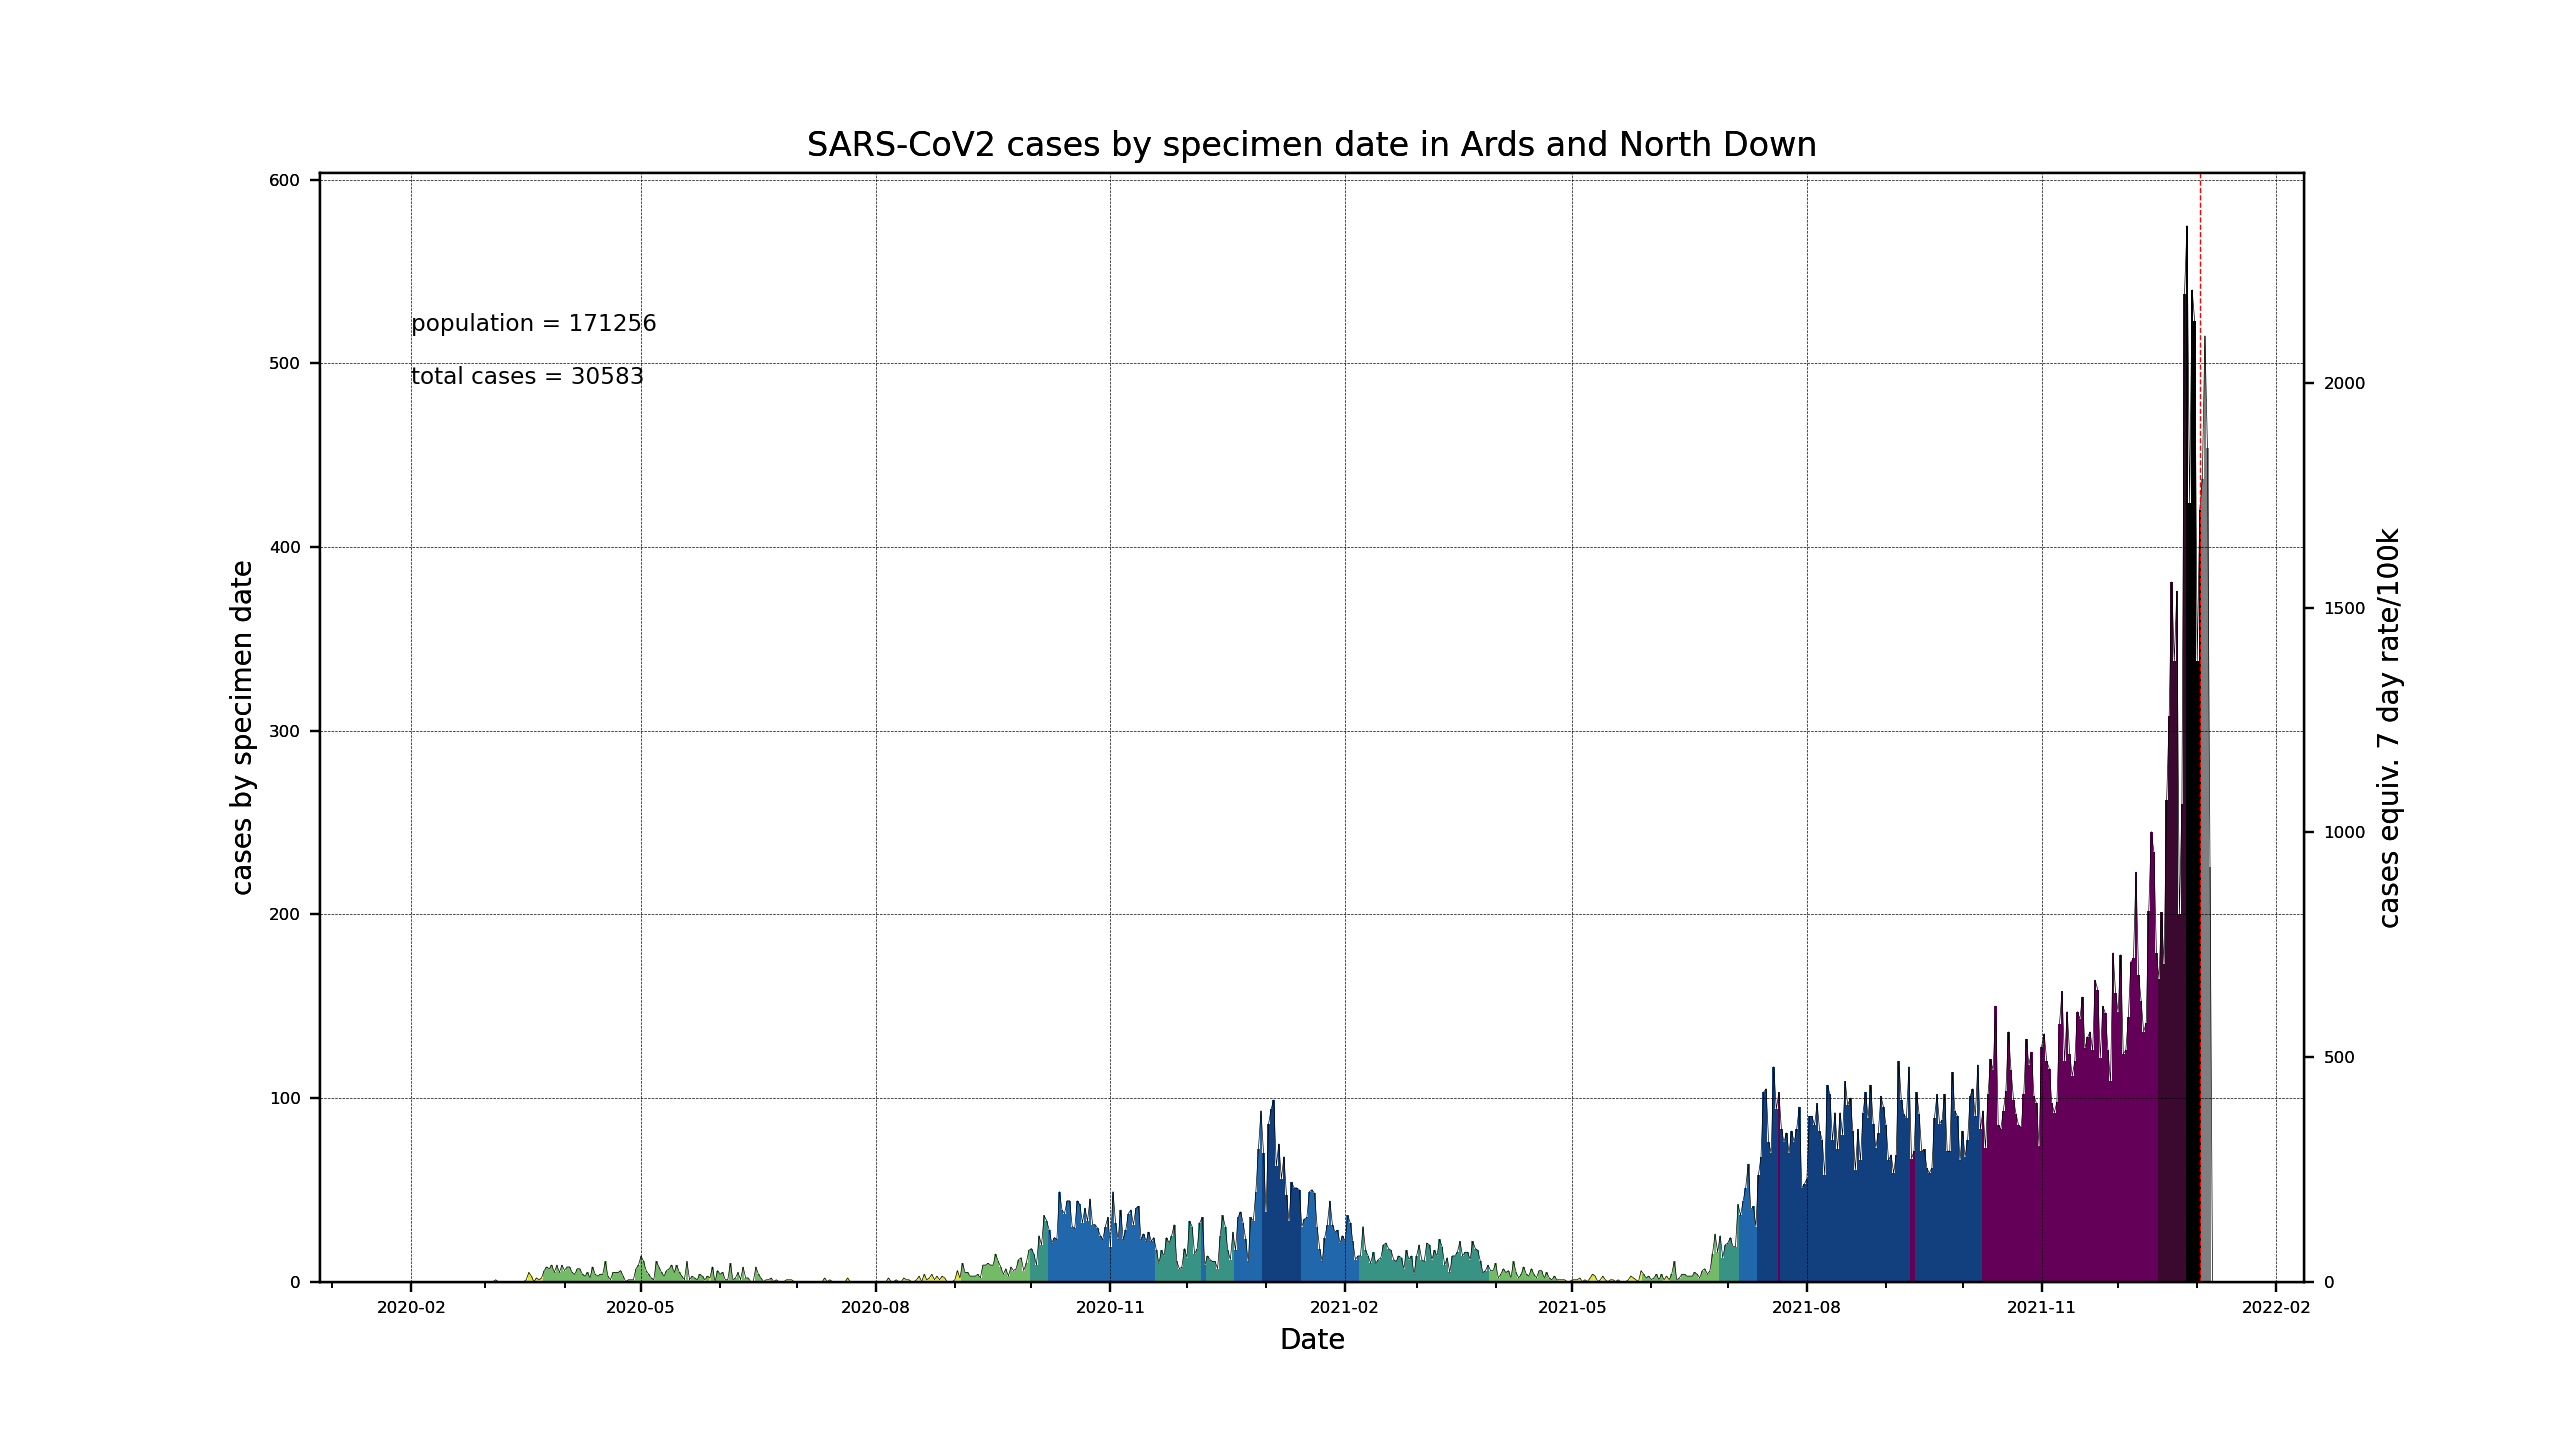 SARS-CoV2 cases by specimen date in Ards and North Down
population = 171256
total cases = 30583
cases by specimen date
600
500
400
300
200
100
0
2000
1500
1000
500
0
cases equiv. 7 day rate/100k
2020-02 2020-05 2020-08 2020-11 2021-02 2021-05 2021-08 2021-11 2022-02
Date